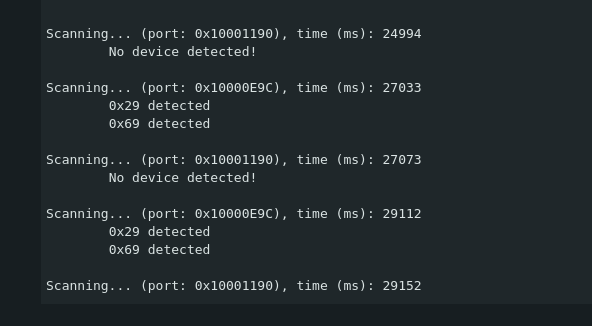 Scanning... (port: 0x10001190), time (ms): 24994
No device detected!
Scanning... (port: 0x10000E9C), time (ms): 27033
0x29 detected
0x69 detected
Scanning... (port: 0x10001190), time (ms): 27073
No device detected!
Scanning... (port: 0x10000E9C), time (ms): 29112
0x29 detected
0x69 detected
Scanning... (port: 0x10001190), time (ms): 29152